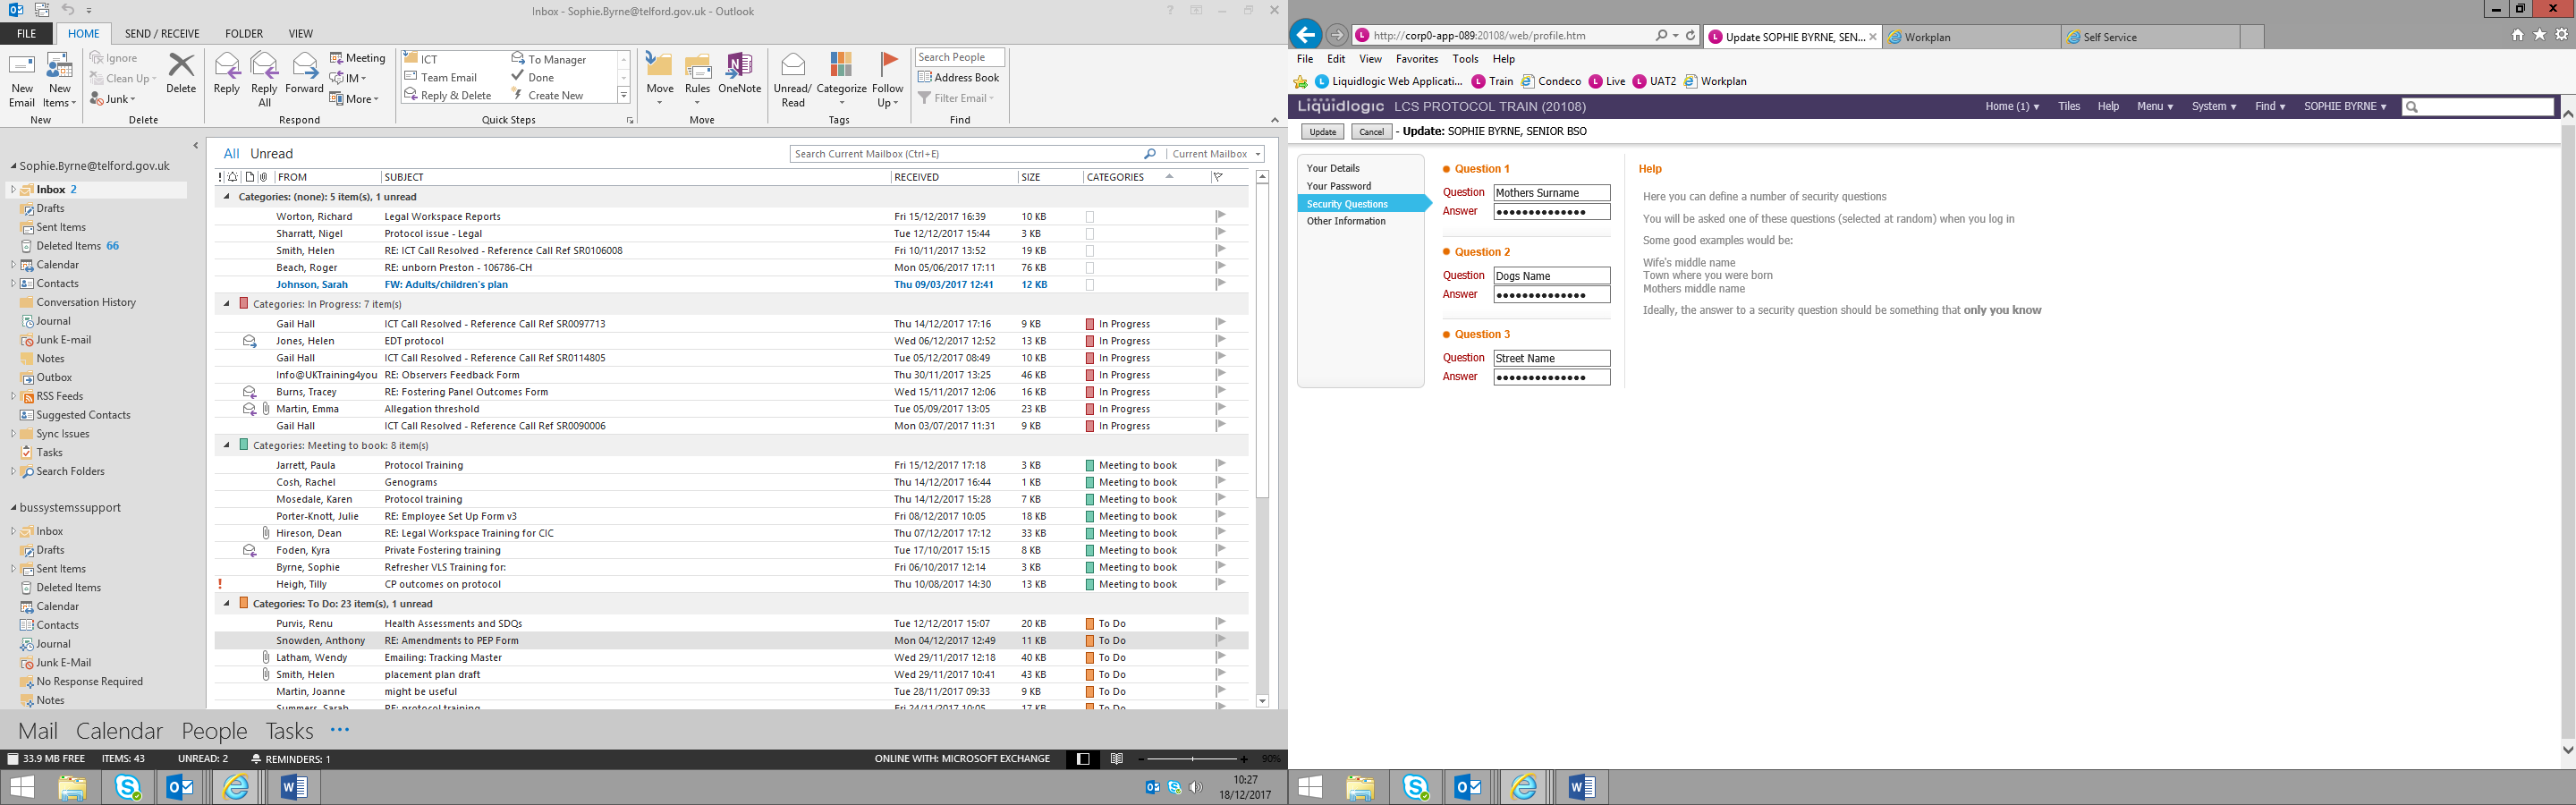 Inbox - Sophie.Byrne@telford.gov.uk - Outlook
FILE HOME SEND / RECEIVE FOLDER VIEW
New Email
New Items
New
Ignore
Clean Up
Junk
Delete
Delete
Reply
Reply All
Forward
Meeting
IM
More
Respond
ICT
Team Email
Reply & Delete
To Manager
Done
Create New
Quick Steps
Move
Rules
OneNote
Move
Unread/ Read
Categorize
Follow Up
Tags
Search People
Address Book
Filter Email
Find
Sophie.Byrne@telford.gov.uk
Inbox 2
Drafts
Sent Items
Deleted Items 66
Calendar
Contacts
Conversation History
Journal
Junk E-mail
Notes
Outbox
RSS Feeds
Suggested Contacts
Sync Issues
Tasks
Search Folders
bussystemssupport
Inbox
Drafts
Sent Items
Deleted Items
Calendar
Contacts
Journal
Junk E-Mail
No Response Required
Notes
All Unread
Search Current Mailbox (Ctrl+E) Current Mailbox
! FROM SUBJECT RECEIVED SIZE CATEGORIES
Categories: (none): 5 item(s), 1 unread
Worton, Richard Legal Workspace Reports Fri 15/12/2017 16:39 10 KB
Sharratt, Nigel Protocol issue - Legal Tue 12/12/2017 15:44 3 KB
Smith, Helen RE: ICT Call Resolved - Reference Call Ref SR0106008 Fri 10/11/2017 13:52 19 KB
Beach, Roger RE: unborn Preston - 106786-CH Mon 05/06/2017 17:11 76 KB
Johnson, Sarah FW: Adults/children's plan Thu 09/03/2017 12:41 12 KB
Categories: In Progress: 7 item(s)
Gail Hall ICT Call Resolved - Reference Call Ref SR0097713 Thu 14/12/2017 17:16 9 KB In Progress
Jones, Helen EDT protocol Wed 06/12/2017 12:52 13 KB In Progress
Gail Hall ICT Call Resolved - Reference Call Ref SR0114805 Tue 05/12/2017 08:49 10 KB In Progress
Info@UKTraining4you RE: Observers Feedback Form Thu 30/11/2017 13:25 46 KB In Progress
Burns, Tracey RE: Fostering Panel Outcomes Form Wed 15/11/2017 12:06 16 KB In Progress
Martin, Emma Allegation threshold Tue 05/09/2017 13:05 23 KB In Progress
Gail Hall ICT Call Resolved - Reference Call Ref SR0090006 Mon 03/07/2017 11:31 9 KB In Progress
Categories: Meeting to book: 8 item(s)
Jarrett, Paula Protocol Training Fri 15/12/2017 17:18 3 KB Meeting to book
Cosh, Rachel Genograms Thu 14/12/2017 16:44 1 KB Meeting to book
Mosedale, Karen Protocol training Thu 14/12/2017 15:28 7 KB Meeting to book
Porter-Knott, Julie RE: Employee Set Up Form v3 Fri 08/12/2017 10:05 18 KB Meeting to book
Hireson, Dean RE: Legal Workspace Training for CIC Thu 07/12/2017 17:12 33 KB Meeting to book
Foden, Kyra Private Fostering training Tue 17/10/2017 15:15 8 KB Meeting to book
Byrne, Sophie Refresher VLS Training for: Fri 06/10/2017 12:14 3 KB Meeting to book
! Heigh, Tilly CP outcomes on protocol Thu 10/08/2017 14:30 13 KB Meeting to book
Categories: To Do: 23 item(s), 1 unread
Purvis, Renu Health Assessments and SDQs Tue 12/12/2017 15:07 20 KB To Do
Snowden, Anthony RE: Amendments to PEP Form Mon 04/12/2017 12:49 11 KB To Do
Latham, Wendy Emailing: Tracking Master Wed 29/11/2017 12:18 40 KB To Do
Smith, Helen placement plan draft Wed 29/11/2017 10:41 43 KB To Do
Martin, Joanne might be useful Tue 28/11/2017 09:33 9 KB To Do
Summers, Sarah RE: protocol training Fri 24/11/2017 10:05 17 KB To Do
Mail Calendar People Tasks ...
33.9 MB FREE ITEMS: 43 UNREAD: 2 REMINDERS: 1 ONLINE WITH: MICROSOFT EXCHANGE 90%
10:27
18/12/2017
http://corp0-app-089:20108/web/profile.htm Update SOPHIE BYRNE, SEN... Workplan Self Service
File Edit View Favorites Tools Help
Liquidlogic Web Applicati... Train Condeco Live UAT2 Workplan
Liquidlogic LCS PROTOCOL TRAIN (20108) Home (1) Tiles Help Menu System Find SOPHIE BYRNE
Update Cancel - Update: SOPHIE BYRNE, SENIOR BSO
Your Details
Your Password
Security Questions
Other Information
Question 1
Question Mothers Surname
Answer
Question 2
Question Dogs Name
Answer
Question 3
Question Street Name
Answer
Help
Here you can define a number of security questions
You will be asked one of these questions (selected at random) when you log in
Some good examples would be:
Wife's middle name
Town where you were born
Mothers middle name
Ideally, the answer to a security question should be something that only you know